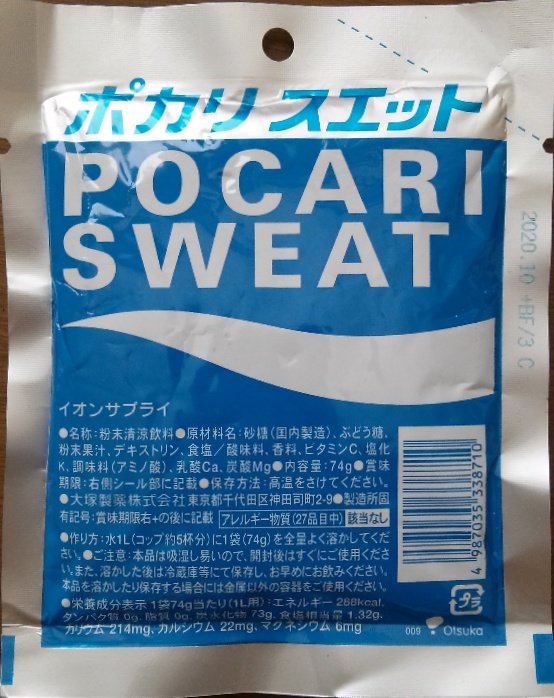 ポカリスエット
POCARI
SWEAT
2020.10 +BF/3 C
イオンサプライ
●名称:粉末清涼飲料●原材料名:砂糖(国内製造)、ぶどう糖、
粉末果汁、デキストリン、食塩/酸味料、香料、ビタミンC、塩化
K、調味料(アミノ酸)、乳酸Ca、炭酸Mg●内容量:74g●賞味
期限:右側シール部に記載●保存方法:高温をさけてください。
●大塚製薬株式会社東京都千代田区神田司町2-9●製造所固
有記号:賞味期限右+の後に記載 アレルギー物質(27品目中) 該当なし
●作り方:水1L(コップ約5杯分)に1袋(74g)を全量よく溶かしてくだ
さい。●ご注意:本品は吸湿し易いので、開封後はすぐにご使用くださ
い。また、溶かした後は冷蔵庫等にて保存し、お早めにお飲みください。
本品を溶かしたり保存する場合には金属以外の容器をご使用ください。
●栄養成分表示 1袋74g当たり(1L用):エネルギー 288kcal、
タンパク質 0g、脂質 0g、炭水化物 73g、食塩相当量 1.32g、
カリウム 214mg、カルシウム 22mg、マグネシウム 6mg
4 987035 338710
プラ
009
Otsuka